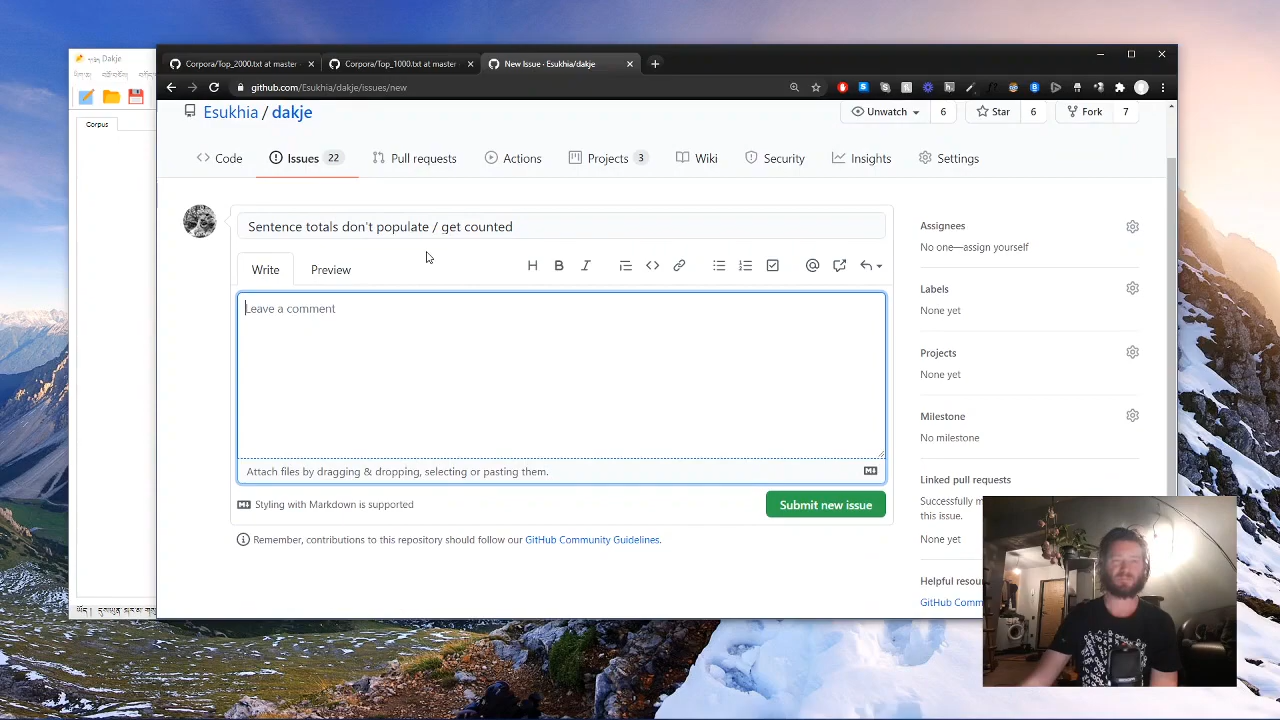 Dakje
Corpora/Top_2000.txt at master
Corpora/Top_1000.txt at master
New Issue - Esukhia/dakje
github.com/Esukhia/dakje/issues/new
Corpus
Esukhia / dakje
Unwatch 6
Star 6
Fork 7
Code
Issues 22
Pull requests
Actions
Projects 3
Wiki
Security
Insights
Settings
Sentence totals don't populate / get counted
Write
Preview
Leave a comment
Attach files by dragging & dropping, selecting or pasting them.
Styling with Markdown is supported
Submit new issue
Remember, contributions to this repository should follow our GitHub Community Guidelines.
Assignees
No one—assign yourself
Labels
None yet
Projects
None yet
Milestone
No milestone
Linked pull requests
Successfully
this issue.
None yet
Helpful
GitHub